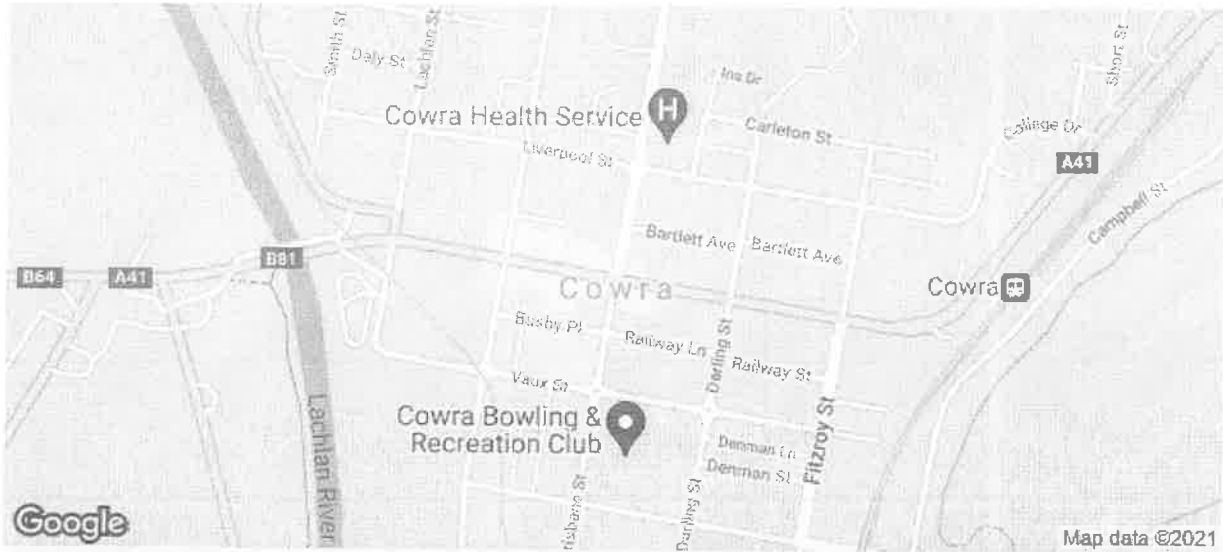 Smith St
Daly St
Lachlan St
Short St
Ina Dr
Cowra Health Service
H
Carleton St
College Dr
Liverpool St
A41
Campbell St
Bartlett Ave
Bartlett Ave
B81
B64
A41
Cowra
Cowra
Busby Pl
Railway Ln
Darling St
Railway St
Vaux St
Cowra Bowling &
Recreation Club
Lachlan River
Denman Ln
Denman St
Fitzroy St
risbane St
Darling St
Google
Map data ©2021